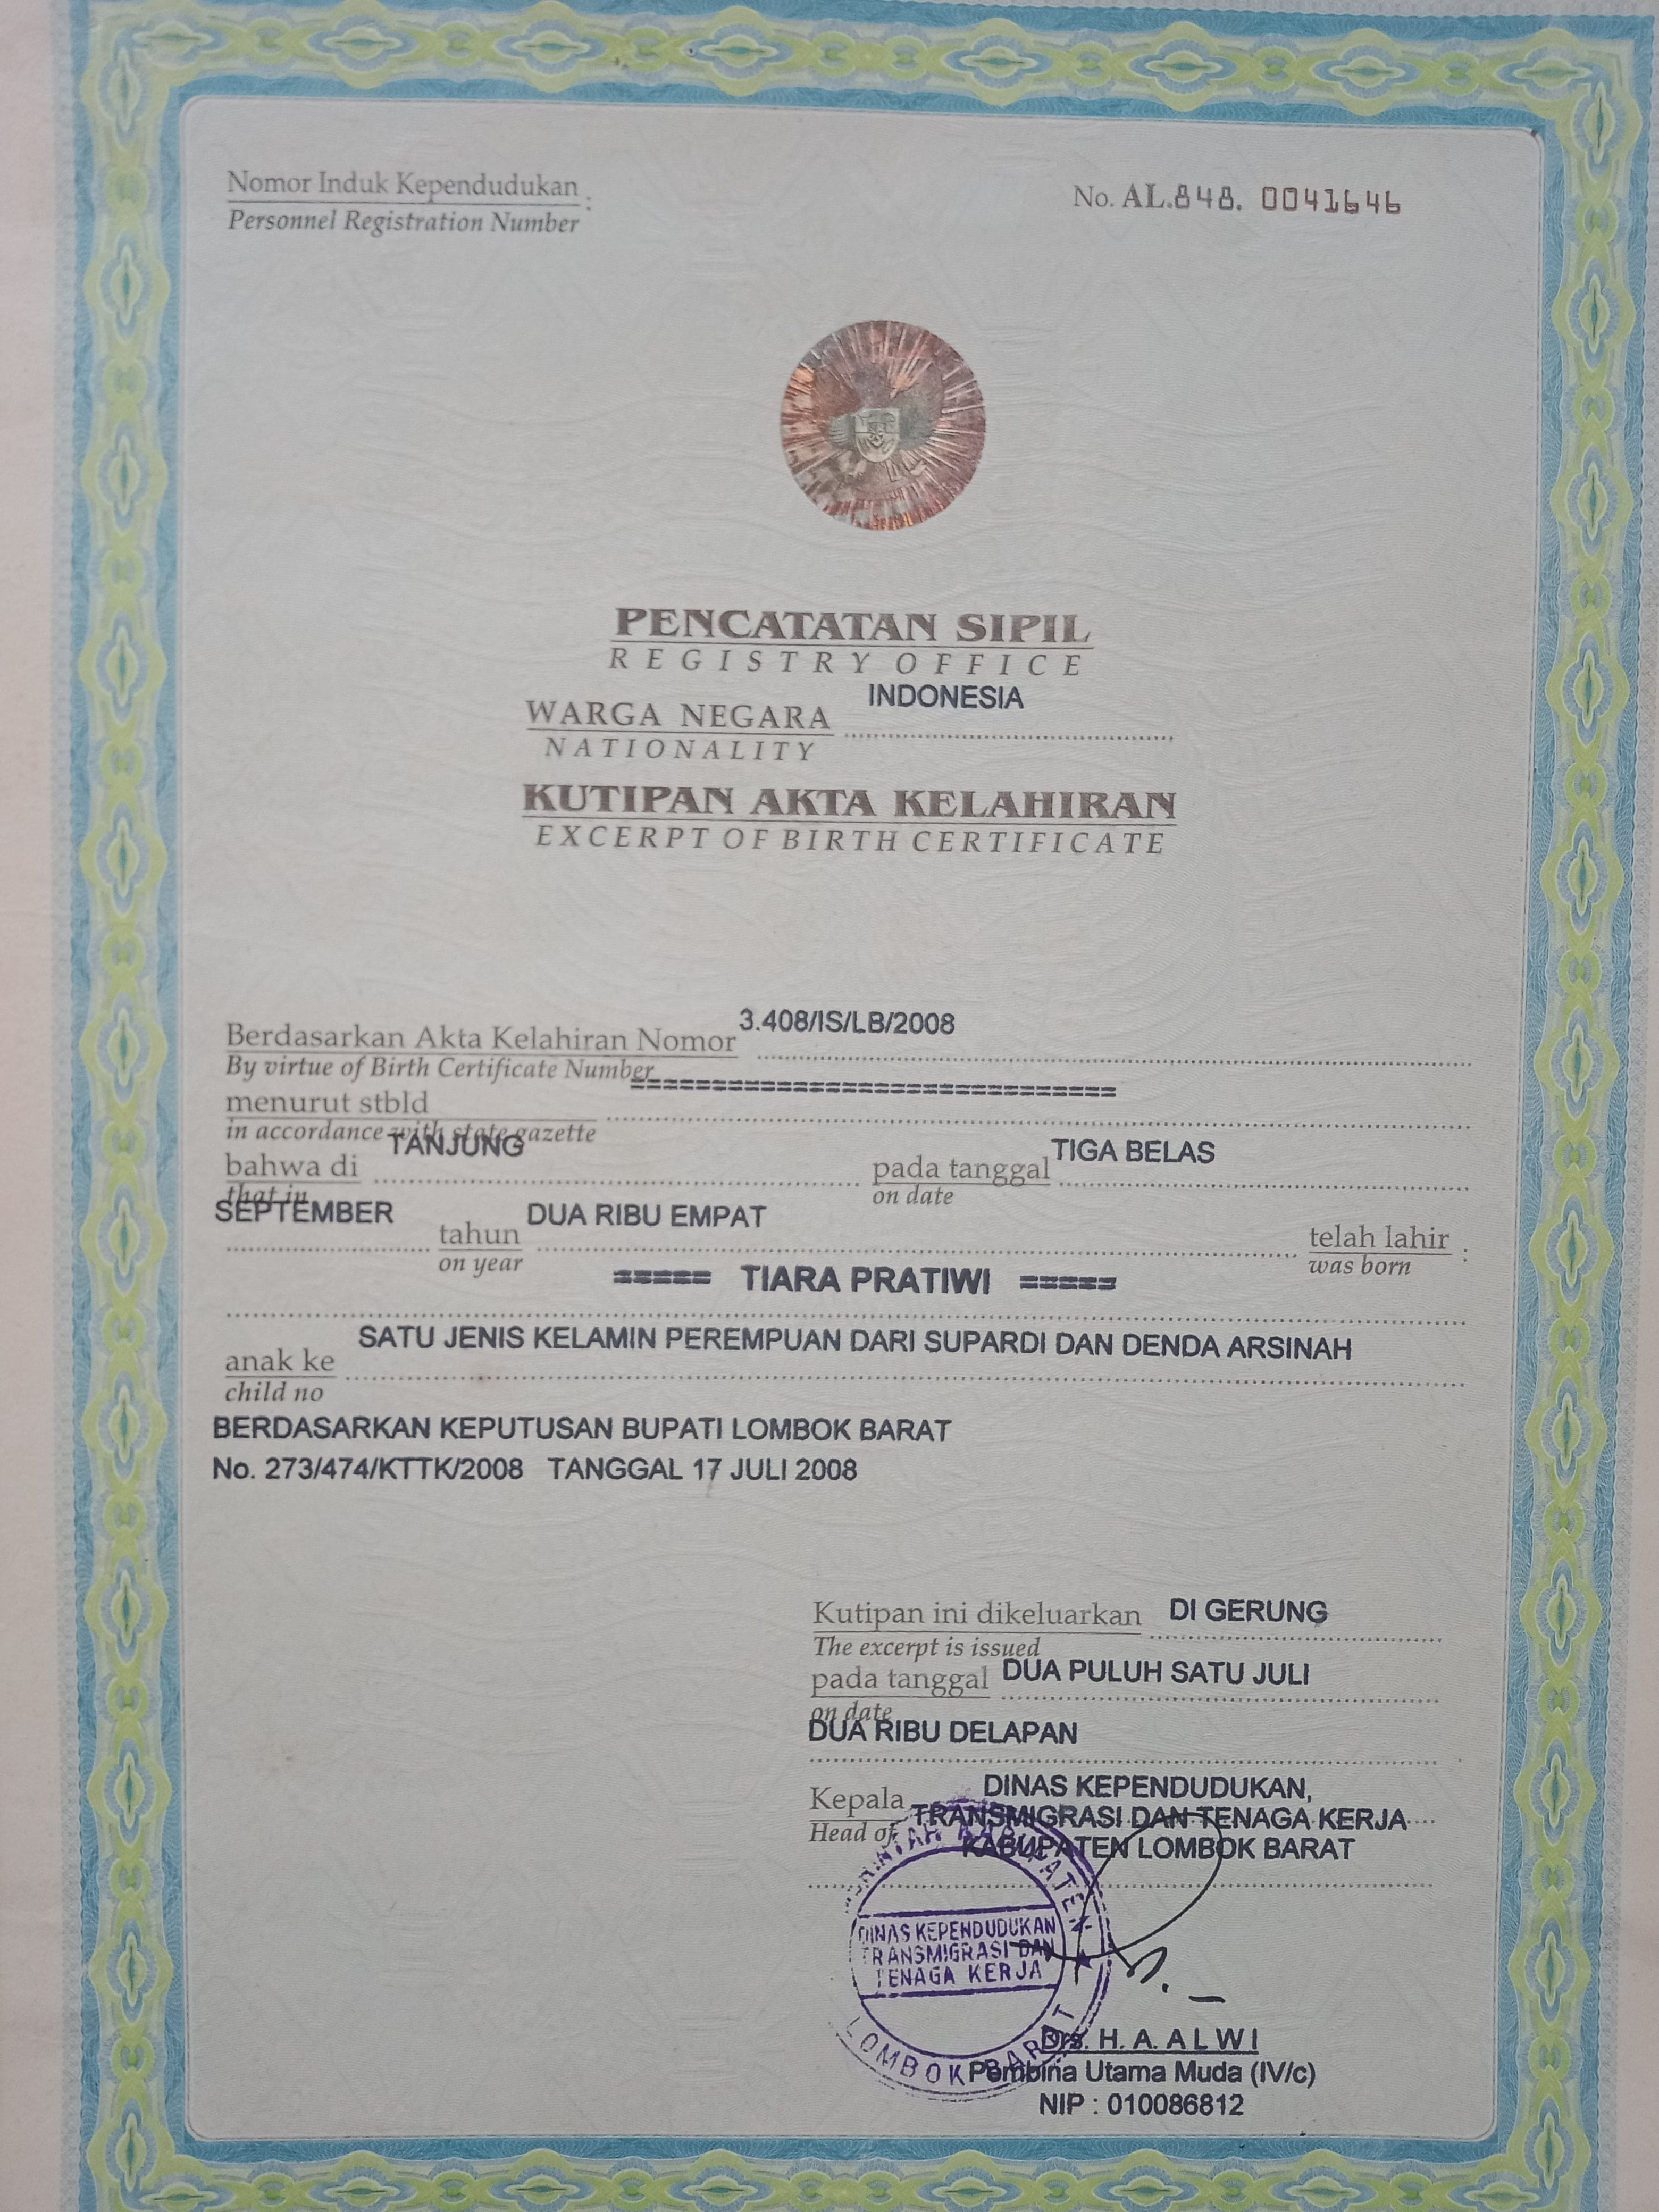 Nomor Induk Kependudukan :
Personnel Registration Number
No. AL.848. 0041646
PENCATATAN SIPIL
REGISTRY OFFICE
WARGA NEGARA INDONESIA
NATIONALITY
KUTIPAN AKTA KELAHIRAN
EXCERPT OF BIRTH CERTIFICATE
Berdasarkan Akta Kelahiran Nomor 3.408/IS/LB/2008
By virtue of Birth Certificate Number
menurut stbld ==============================
in accordance with state gazette
bahwa di TANJUNG pada tanggal TIGA BELAS
that in on date
SEPTEMBER tahun DUA RIBU EMPAT telah lahir :
on year was born
===== TIARA PRATIWI =====
anak ke SATU JENIS KELAMIN PEREMPUAN DARI SUPARDI DAN DENDA ARSINAH
child no
BERDASARKAN KEPUTUSAN BUPATI LOMBOK BARAT
No. 273/474/KTTK/2008 TANGGAL 17 JULI 2008
Kutipan ini dikeluarkan DI GERUNG
The excerpt is issued
pada tanggal DUA PULUH SATU JULI
on date
DUA RIBU DELAPAN
Kepala DINAS KEPENDUDUKAN,
Head of TRANSMIGRASI DAN TENAGA KERJA
KABUPATEN LOMBOK BARAT
DINAS KEPENDUDUKAN
TRANSMIGRASI DAN
TENAGA KERJA
LOMBOK BARAT
Drs. H. A. ALWI
Pembina Utama Muda (IV/c)
NIP : 010086812